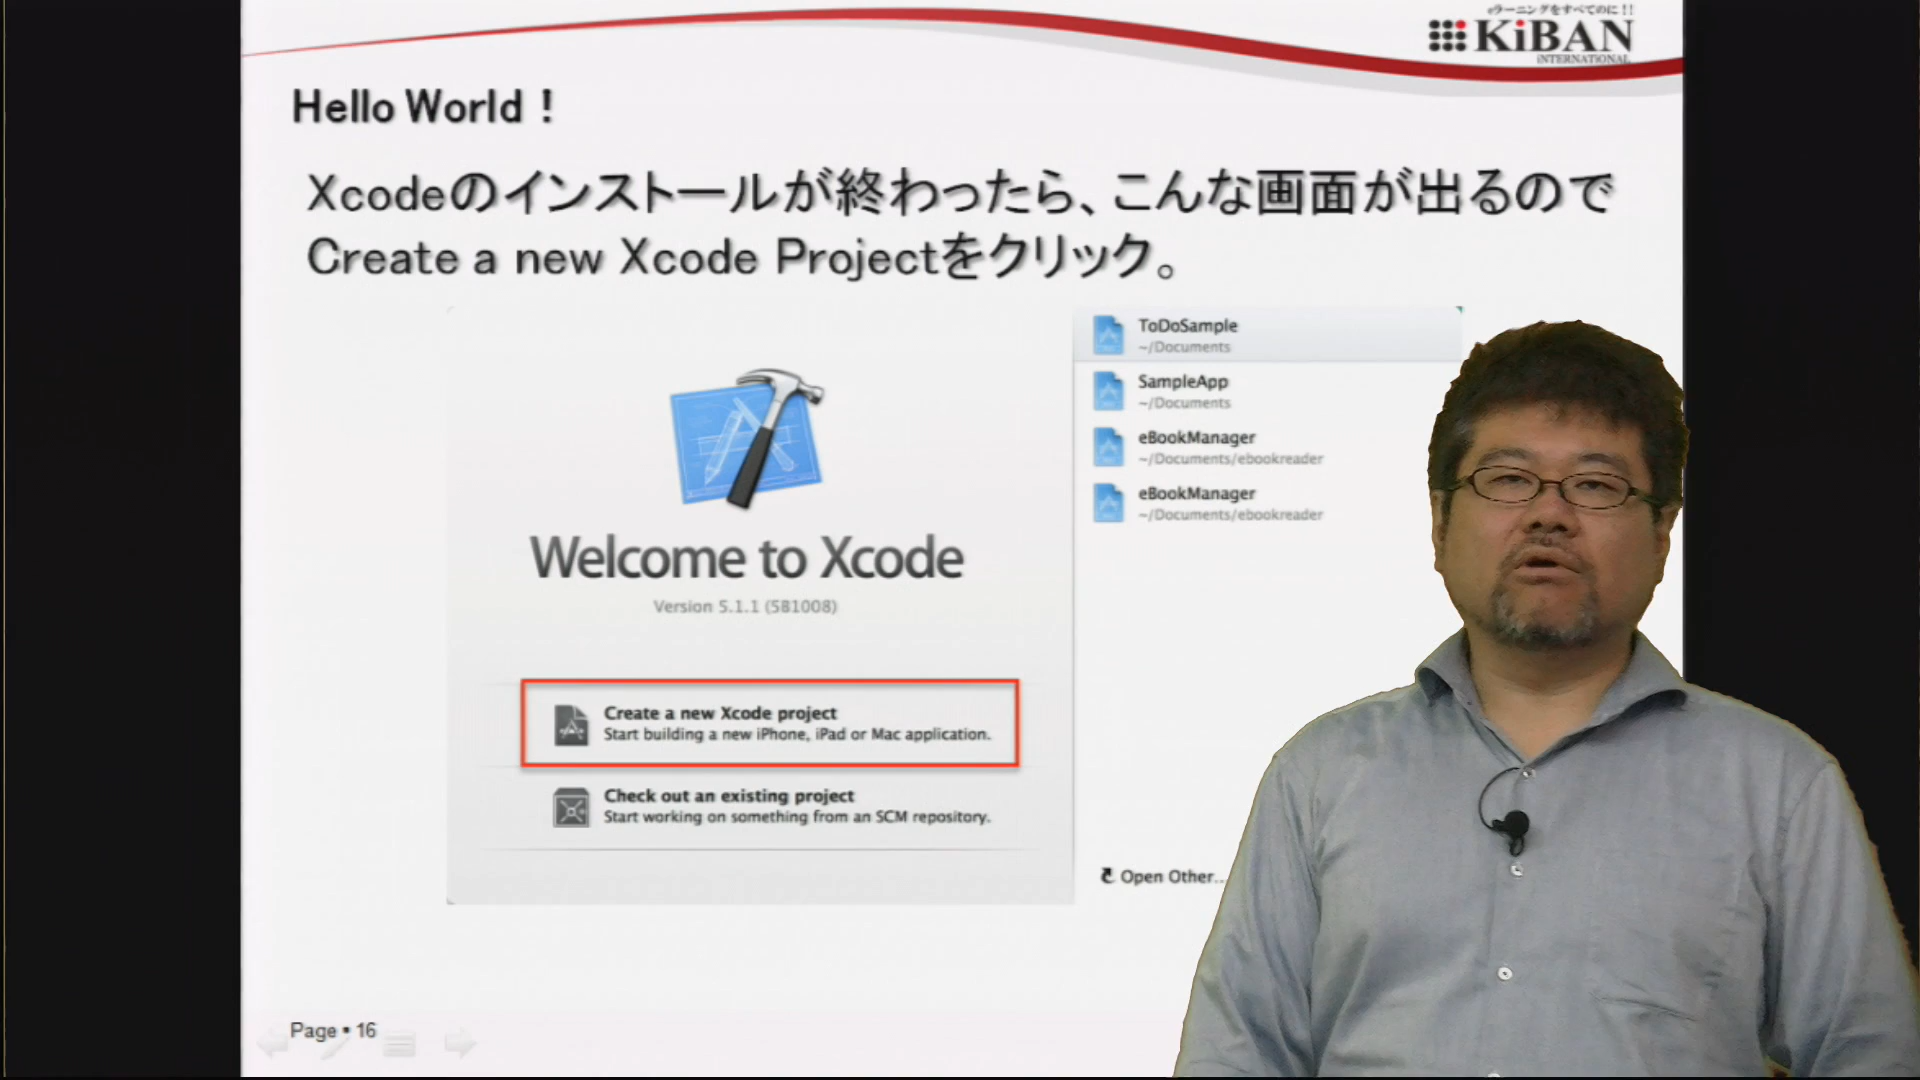 eラーニングをすべてのに!!
KiBAN
iNTERNATiONAL
Hello World!
Xcodeのインストールが終わったら、こんな画面が出るので
Create a new Xcode Projectをクリック。
Welcome to Xcode
Version 5.1.1 (5B1008)
Create a new Xcode project
Start building a new iPhone, iPad or Mac application.
Check out an existing project
Start working on something from an SCM repository.
ToDoSample
~/Documents
SampleApp
~/Documents
eBookManager
~/Documents/ebookreader
eBookManager
~/Documents/ebookreader
Open Other...
Page▪16